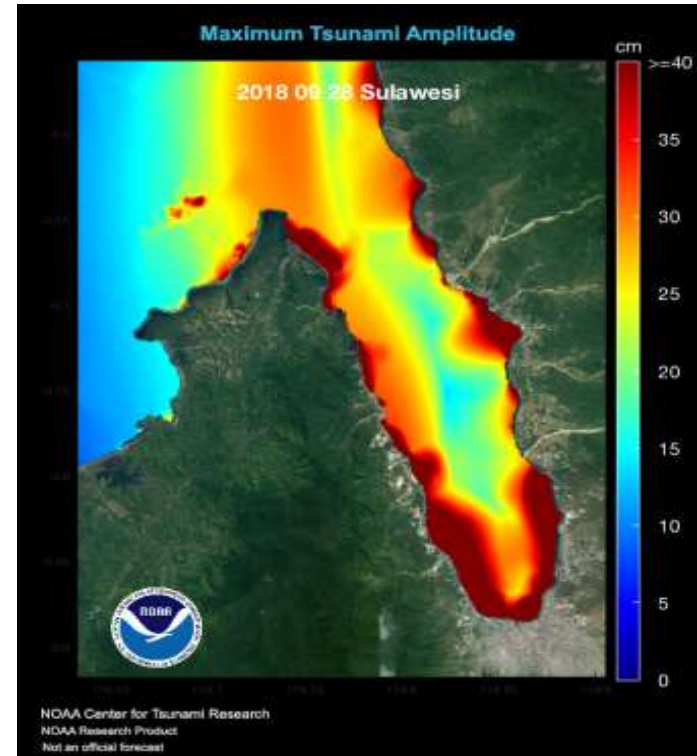 Maximum Tsunami Amplitude
cm
>=40
2018 09 28 Sulawesi
35
30
25
20
15
10
5
0
NOAA
NOAA Center for Tsunami Research
NOAA Research Product
Not an official forecast